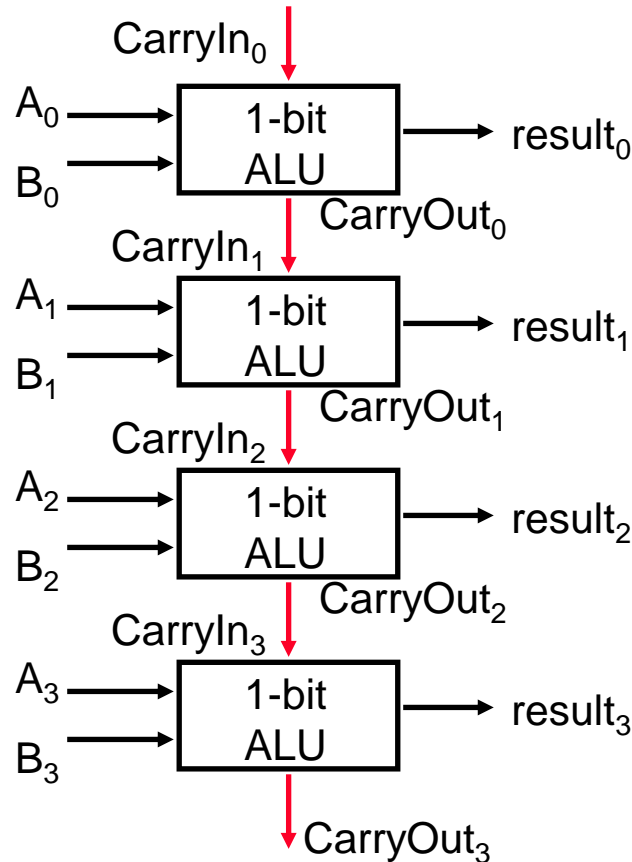 CarryIn₀
A₀
1-bit
ALU
result₀
B₀
CarryOut₀
CarryIn₁
A₁
1-bit
ALU
result₁
B₁
CarryOut₁
CarryIn₂
A₂
1-bit
ALU
result₂
B₂
CarryOut₂
CarryIn₃
A₃
1-bit
ALU
result₃
B₃
CarryOut₃